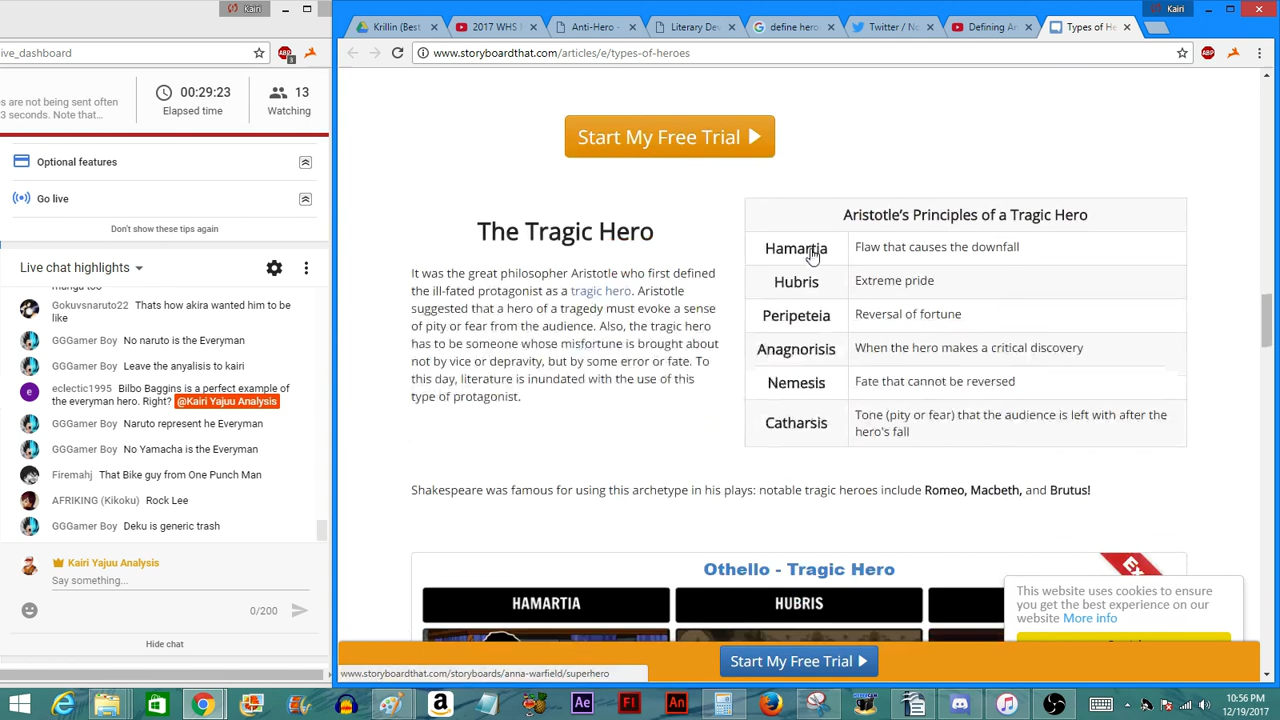 Kairi
ive_dashboard
es are not being sent often
3 seconds. Note that...
00:29:23
Elapsed time
13
Watching
Optional features
Go live
Don't show these tips again
Live chat highlights
Gokuvsnaruto22 Thats how akira wanted him to be
like
GGGamer Boy No naruto is the Everyman
GGGamer Boy Leave the anyalisis to kairi
eclectic1995 Bilbo Baggins is a perfect example of
the everyman hero. Right? @Kairi Yajuu Analysis
GGGamer Boy Naruto represent he Everyman
GGGamer Boy No Yamacha is the Everyman
Firemahj That Bike guy from One Punch Man
AFRIKING (Kikoku) Rock Lee
GGGamer Boy Deku is generic trash
Kairi Yajuu Analysis
Say something...
0/200
Hide chat
Kairi
Krillin (Best
2017 WHS
Anti-Hero -
Literary Dev
define hero
Twitter / No
Defining An
Types of He
www.storyboardthat.com/articles/e/types-of-heroes
Start My Free Trial
The Tragic Hero
It was the great philosopher Aristotle who first defined
the ill-fated protagonist as a tragic hero. Aristotle
suggested that a hero of a tragedy must evoke a sense
of pity or fear from the audience. Also, the tragic hero
has to be someone whose misfortune is brought about
not by vice or depravity, but by some error or fate. To
this day, literature is inundated with the use of this
type of protagonist.
Aristotle's Principles of a Tragic Hero
Hamartia Flaw that causes the downfall
Hubris Extreme pride
Peripeteia Reversal of fortune
Anagnorisis When the hero makes a critical discovery
Nemesis Fate that cannot be reversed
Catharsis Tone (pity or fear) that the audience is left with after the
hero's fall
Shakespeare was famous for using this archetype in his plays: notable tragic heroes include Romeo, Macbeth, and Brutus!
Othello - Tragic Hero
HAMARTIA
HUBRIS
This website uses cookies to ensure
you get the best experience on our
website More info
Start My Free Trial
www.storyboardthat.com/storyboards/anna-warfield/superhero
10:56 PM
12/19/2017